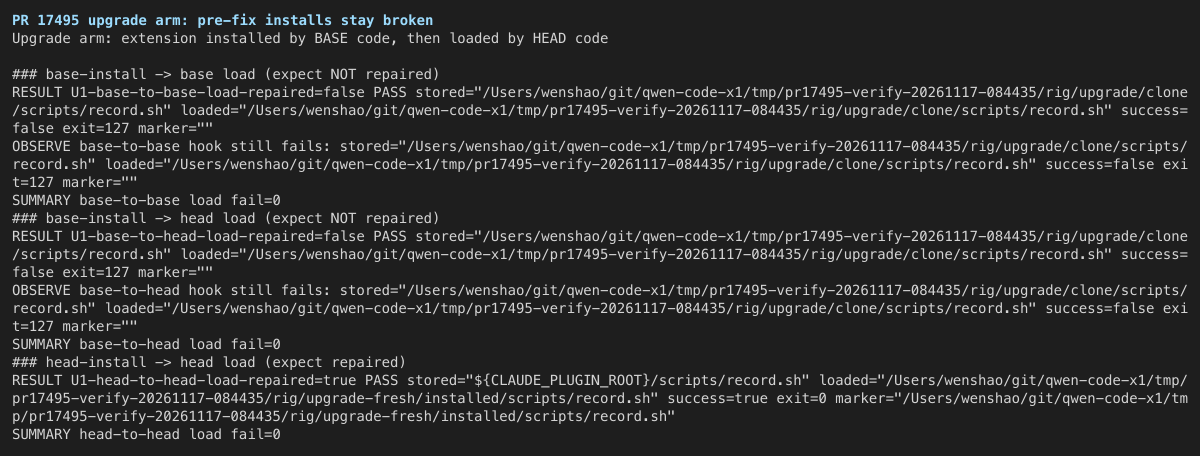 PR 17495 upgrade arm: pre-fix installs stay broken
Upgrade arm: extension installed by BASE code, then loaded by HEAD code

### base-install -> base load (expect NOT repaired)
RESULT U1-base-to-base-load-repaired=false PASS stored="/Users/wenshao/git/qwen-code-x1/tmp/pr17495-verify-20261117-084435/rig/upgrade/clone
/scripts/record.sh" loaded="/Users/wenshao/git/qwen-code-x1/tmp/pr17495-verify-20261117-084435/rig/upgrade/clone/scripts/record.sh" success=
false exit=127 marker=""
OBSERVE base-to-base hook still fails: stored="/Users/wenshao/git/qwen-code-x1/tmp/pr17495-verify-20261117-084435/rig/upgrade/clone/scripts/
record.sh" loaded="/Users/wenshao/git/qwen-code-x1/tmp/pr17495-verify-20261117-084435/rig/upgrade/clone/scripts/record.sh" success=false exi
t=127 marker=""
SUMMARY base-to-base load fail=0
### base-install -> head load (expect NOT repaired)
RESULT U1-base-to-head-load-repaired=false PASS stored="/Users/wenshao/git/qwen-code-x1/tmp/pr17495-verify-20261117-084435/rig/upgrade/clone
/scripts/record.sh" loaded="/Users/wenshao/git/qwen-code-x1/tmp/pr17495-verify-20261117-084435/rig/upgrade/clone/scripts/record.sh" success=
false exit=127 marker=""
OBSERVE base-to-head hook still fails: stored="/Users/wenshao/git/qwen-code-x1/tmp/pr17495-verify-20261117-084435/rig/upgrade/clone/scripts/
record.sh" loaded="/Users/wenshao/git/qwen-code-x1/tmp/pr17495-verify-20261117-084435/rig/upgrade/clone/scripts/record.sh" success=false exi
t=127 marker=""
SUMMARY base-to-head load fail=0
### head-install -> head load (expect repaired)
RESULT U1-head-to-head-load-repaired=true PASS stored="${CLAUDE_PLUGIN_ROOT}/scripts/record.sh" loaded="/Users/wenshao/git/qwen-code-x1/tmp/
pr17495-verify-20261117-084435/rig/upgrade-fresh/installed/scripts/record.sh" success=true exit=0 marker="/Users/wenshao/git/qwen-code-x1/tm
p/pr17495-verify-20261117-084435/rig/upgrade-fresh/installed/scripts/record.sh"
SUMMARY head-to-head load fail=0